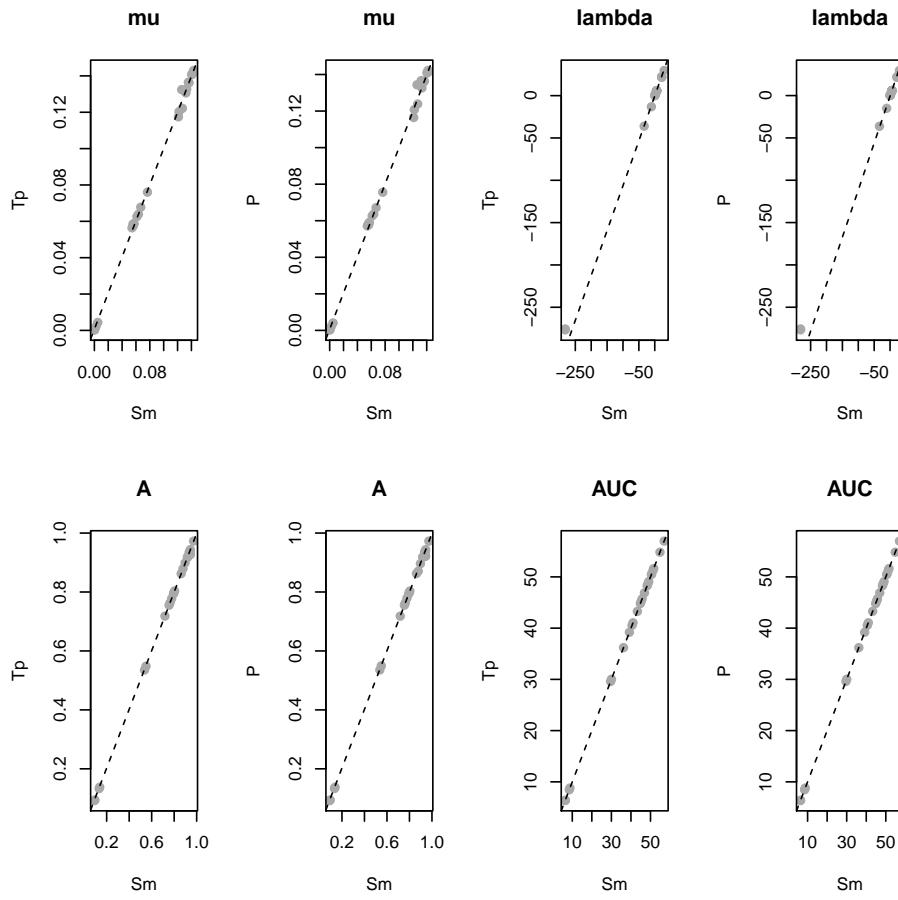 mu mu lambda lambda
Tp 0.00 0.04 0.08 0.12
P 0.00 0.04 0.08 0.12
Tp −250 −150 −50 0
P −250 −150 −50 0
0.00 0.08 0.00 0.08 −250 −50 −250 −50
Sm Sm Sm Sm
A A AUC AUC
Tp 0.2 0.4 0.6 0.8 1.0
P 0.2 0.4 0.6 0.8 1.0
Tp 10 20 30 40 50
P 10 20 30 40 50
0.2 0.6 1.0 0.2 0.6 1.0 10 30 50 10 30 50
Sm Sm Sm Sm